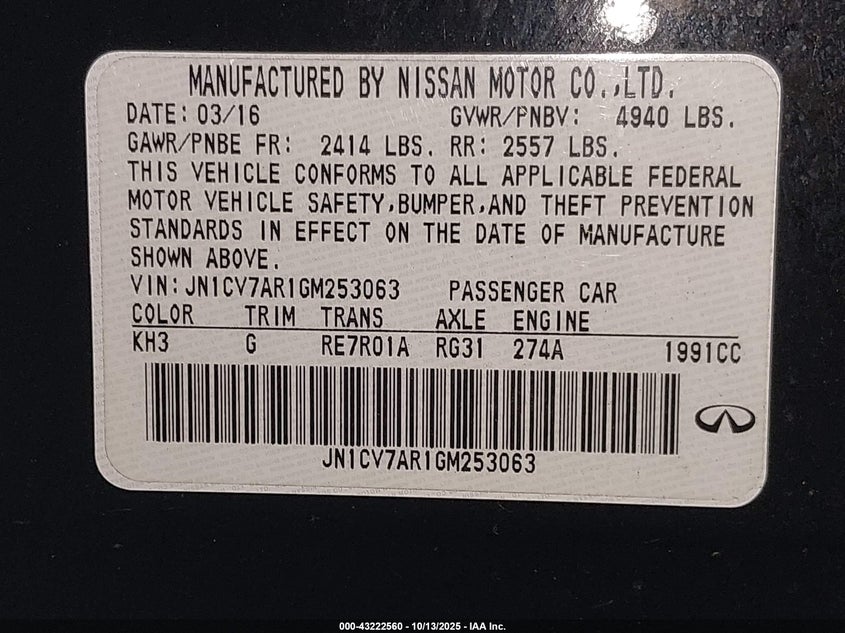 MANUFACTURED BY NISSAN MOTOR CO.,LTD.
DATE: 03/16 GVWR/PNBV: 4940 LBS.
GAWR/PNBE FR: 2414 LBS. RR: 2557 LBS.
THIS VEHICLE CONFORMS TO ALL APPLICABLE FEDERAL
MOTOR VEHICLE SAFETY,BUMPER,AND THEFT PREVENTION
STANDARDS IN EFFECT ON THE DATE OF MANUFACTURE
SHOWN ABOVE.
VIN:JN1CV7AR1GM253063 PASSENGER CAR
COLOR TRIM TRANS AXLE ENGINE
KH3 G RE7R01A RG31 274A 1991CC
JN1CV7AR1GM253063
000-43222560 - 10/13/2025 - IAA Inc.